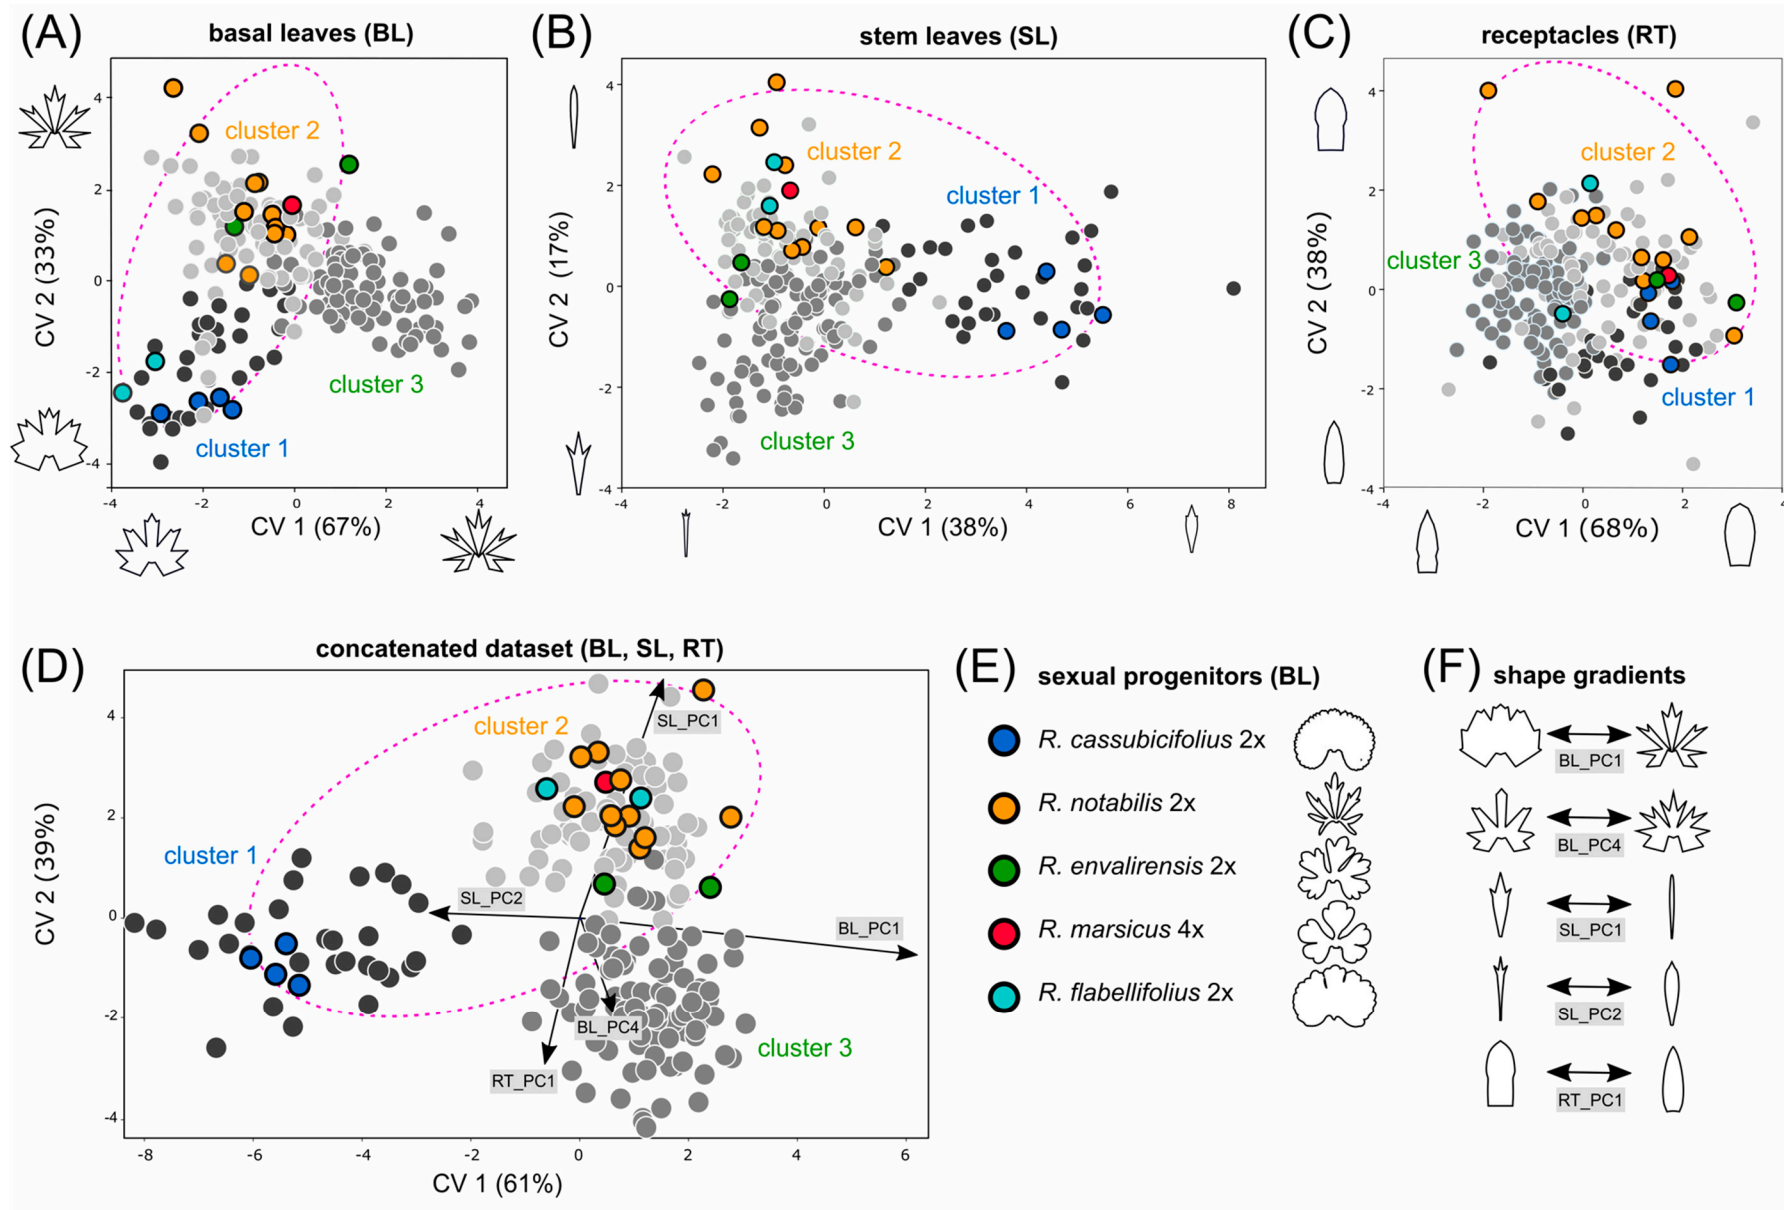 (A)
basal leaves (BL)
cluster 2
cluster 3
cluster 1
CV 2 (33%)
4
2
0
-2
-4
-4
-2
0
2
4
CV 1 (67%)
(B)
stem leaves (SL)
cluster 2
cluster 1
cluster 3
CV 2 (17%)
4
2
0
-2
-4
-4
-2
0
2
4
6
8
CV 1 (38%)
(C)
receptacles (RT)
cluster 2
cluster 3
cluster 1
CV 2 (38%)
4
2
0
-2
-4
-4
-2
0
2
4
CV 1 (68%)
(D)
concatenated dataset (BL, SL, RT)
cluster 2
SL_PC1
cluster 1
SL_PC2
BL_PC1
BL_PC4
cluster 3
RT_PC1
CV 2 (39%)
4
2
0
-2
-4
-8
-6
-4
-2
0
2
4
6
CV 1 (61%)
(E)
sexual progenitors (BL)
R. cassubicifolius 2x
R. notabilis 2x
R. envalirensis 2x
R. marsicus 4x
R. flabellifolius 2x
(F)
shape gradients
BL_PC1
BL_PC4
SL_PC1
SL_PC2
RT_PC1